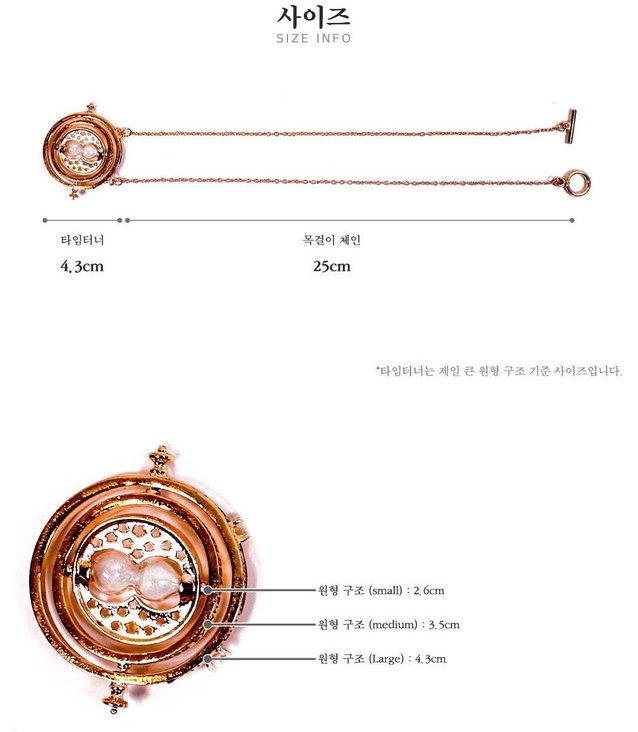 사이즈
SIZE INFO
타임터너
목걸이 체인
4.3cm
25cm
*타임터너는 제일 큰 원형 구조 기준 사이즈입니다.
원형 구조 (small) : 2.6cm
원형 구조 (medium) : 3.5cm
원형 구조 (Large) : 4.3cm